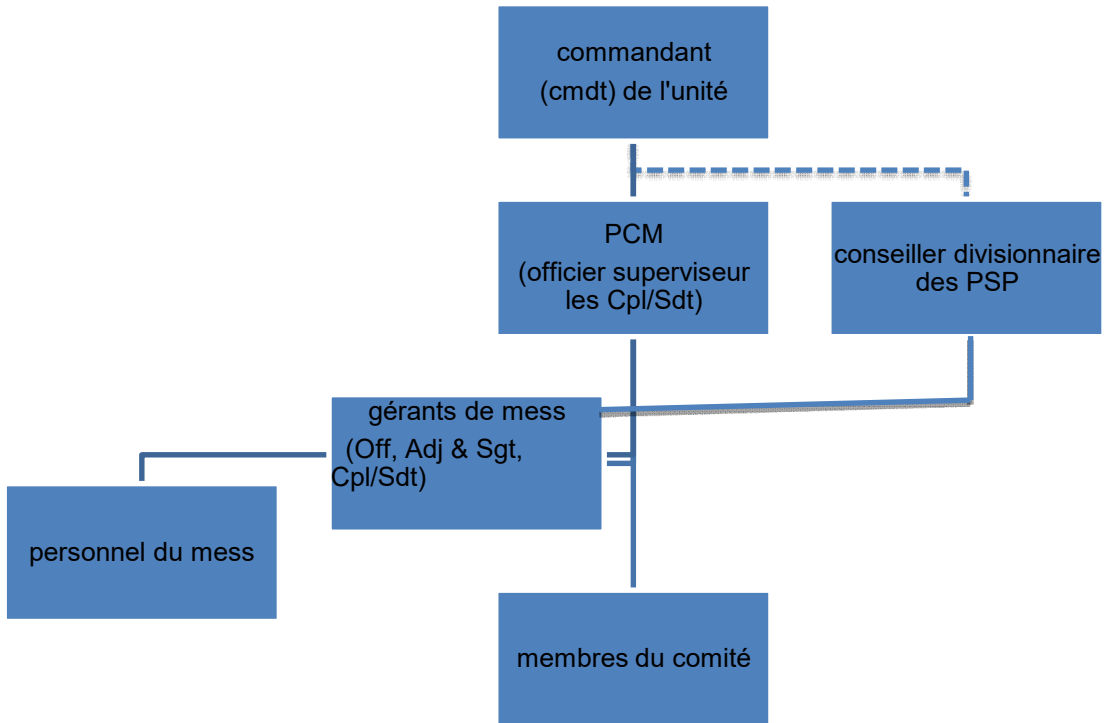 commandant
(cmdt) de l'unité
PCM
(officier superviseur
les Cpl/Sdt)
conseiller divisionnaire
des PSP
gérants de mess
(Off, Adj & Sgt,
Cpl/Sdt)
personnel du mess
membres du comité